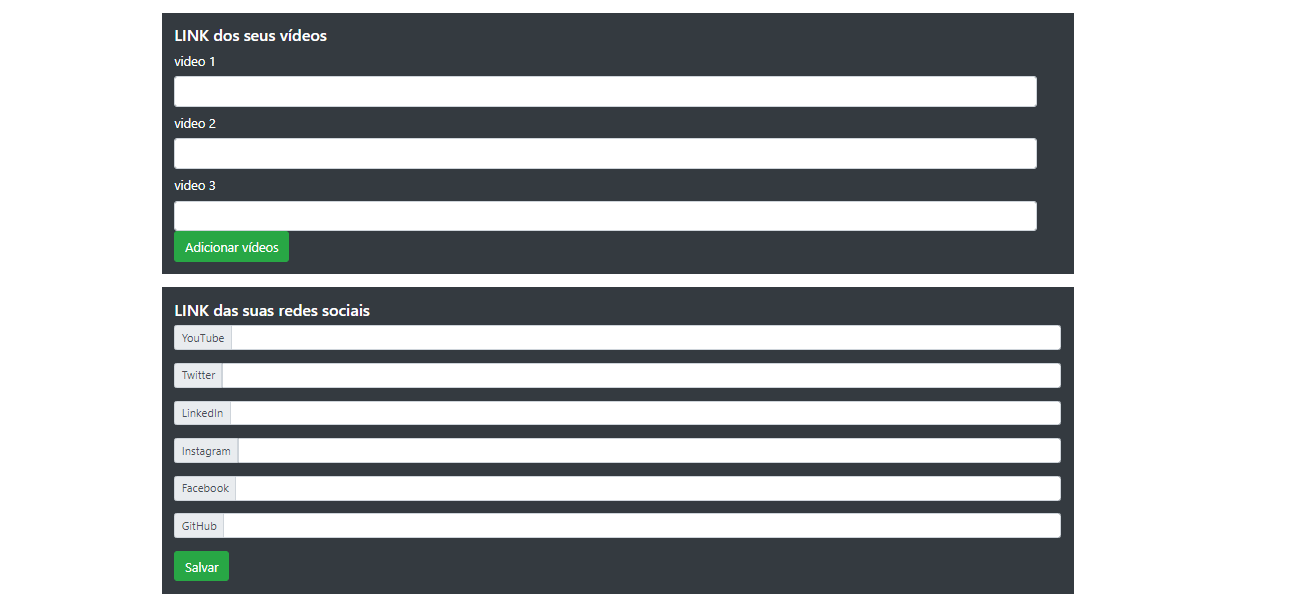 LINK dos seus vídeos
video 1
video 2
video 3
Adicionar vídeos
LINK das suas redes sociais
YouTube
Twitter
LinkedIn
Instagram
Facebook
GitHub
Salvar